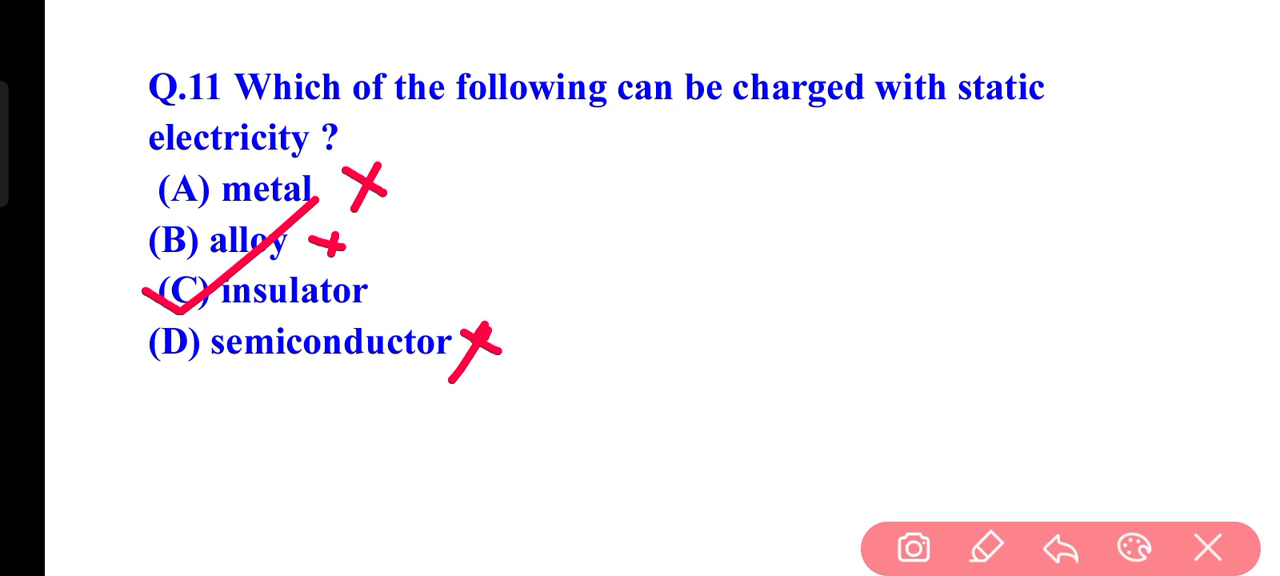 Q.11 Which of the following can be charged with static
electricity ?
(A) metal
(B) alloy
(C) insulator
(D) semiconductor